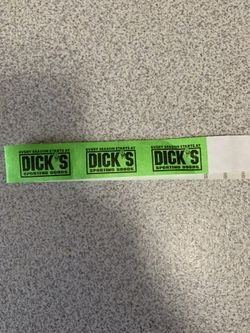 EVERY SEASON STARTS AT EVERY SEASON STARTS AT EVERY SEASON STARTS AT
DICK'S DICK'S DICK'S
SPORTING GOODS SPORTING GOODS SPORTING GOODS